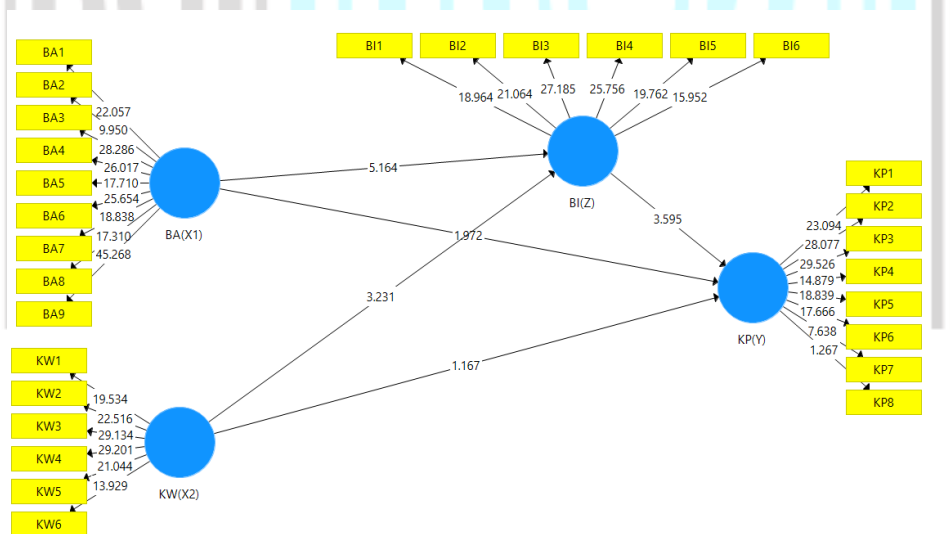 BI1 BI2 BI3 BI4 BI5 BI6
18.964 21.064 27.185 25.756 19.762 15.952
BI(Z)
BA1
BA2
BA3
BA4
BA5
BA6
BA7
BA8
BA9
22.057
9.950
28.286
26.017
17.710
25.654
18.838
17.310
45.268
BA(X1)
5.164
1.972
3.595
3.231
1.167
KP1
KP2
KP3
KP4
KP5
KP6
KP7
KP8
23.094
28.077
29.526
14.879
18.839
17.666
7.638
1.267
KP(Y)
KW1
KW2
KW3
KW4
KW5
KW6
19.534
22.516
29.134
29.201
21.044
13.929
KW(X2)